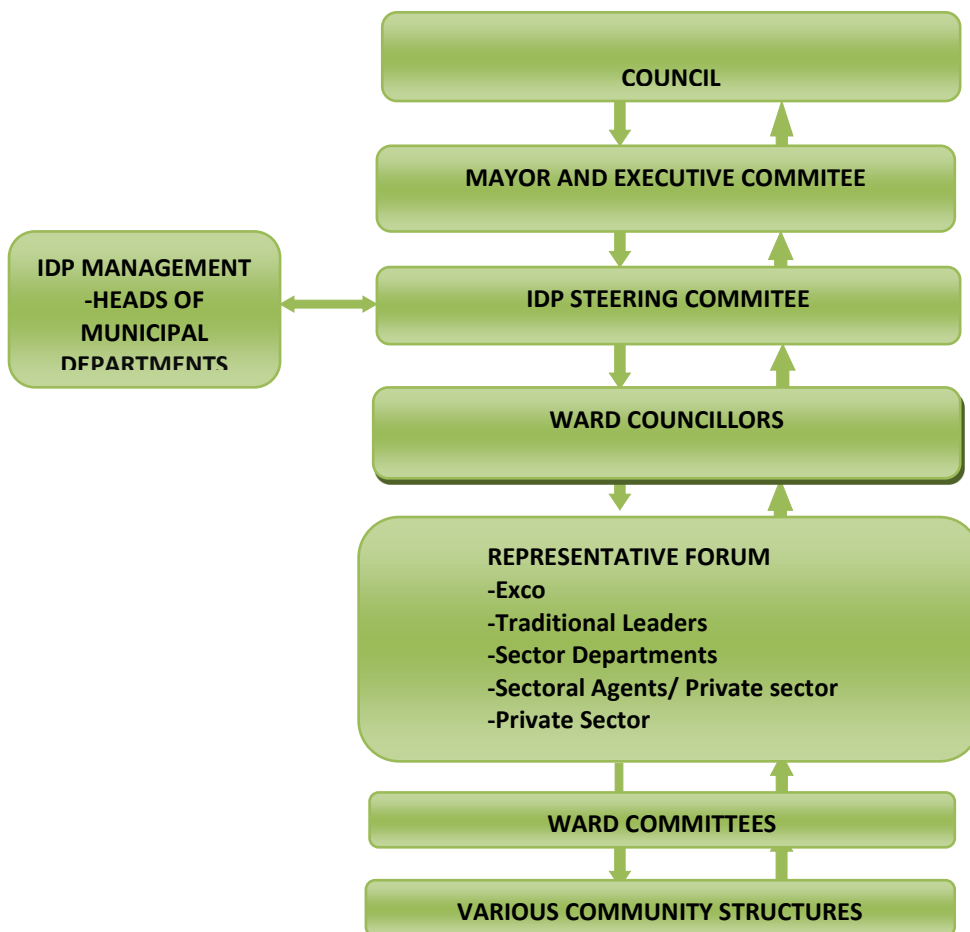 COUNCIL
MAYOR AND EXECUTIVE COMMITEE
IDP MANAGEMENT
-HEADS OF
MUNICIPAL
DEPARTMENTS
IDP STEERING COMMITEE
WARD COUNCILLORS
REPRESENTATIVE FORUM
-Exco
-Traditional Leaders
-Sector Departments
-Sectoral Agents/ Private sector
-Private Sector
WARD COMMITTEES
VARIOUS COMMUNITY STRUCTURES